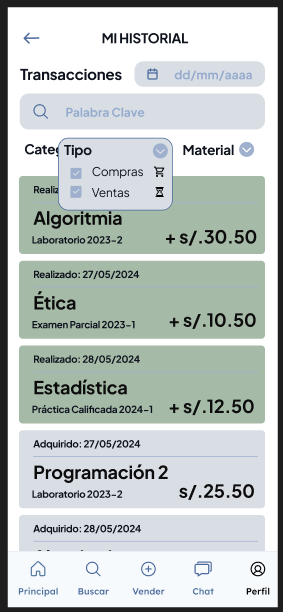 MI HISTORIAL
Transacciones
dd/mm/aaaa
Palabra Clave
Tipo
Material
Compras
Ventas
Algoritmia
Laboratorio 2023-2
+ s/.30.50
Realizado: 27/05/2024
Ética
Examen Parcial 2023-1
+ s/.10.50
Realizado: 28/05/2024
Estadística
Práctica Calificada 2024-1
+ s/.12.50
Adquirido: 27/05/2024
Programación 2
Laboratorio 2023-2
s/.25.50
Adquirido: 28/05/2024
Principal
Buscar
Vender
Chat
Perfil